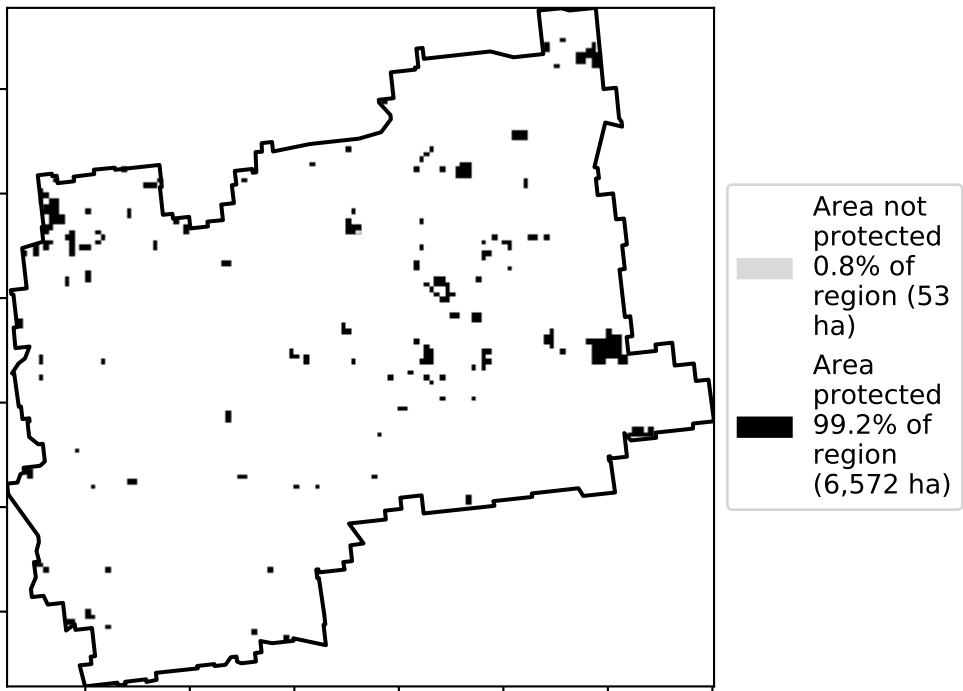 Area not
protected
0.8% of
region (53
ha)
Area
protected
99.2% of
region
(6,572 ha)